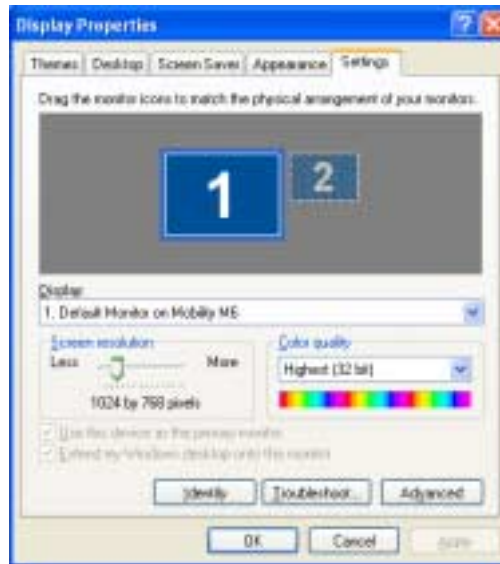 Display Properties
Themes Desktop Screen Saver Appearance Settings
Drag the monitor icons to match the physical arrangement of your monitors.
1 2
Display:
1. Default Monitor on Mobility M6
Screen resolution Color quality
Less More Highest (32 bit)
1024 by 768 pixels
Use this device as the primary monitor.
Extend my Windows desktop onto this monitor.
Identify Troubleshoot... Advanced
OK Cancel Apply